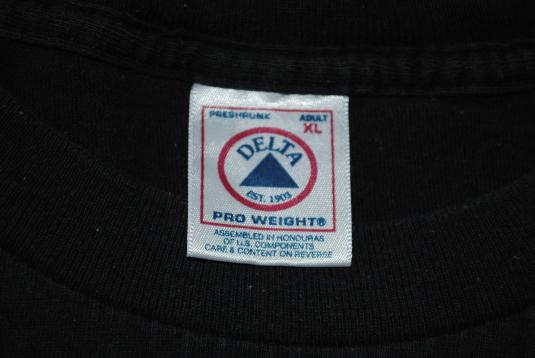 PRESHRUNK ADULT
XL
DELTA
EST. 1903
PRO WEIGHT®
ASSEMBLED IN HONDURAS
OF U.S. COMPONENTS
CARE & CONTENT ON REVERSE